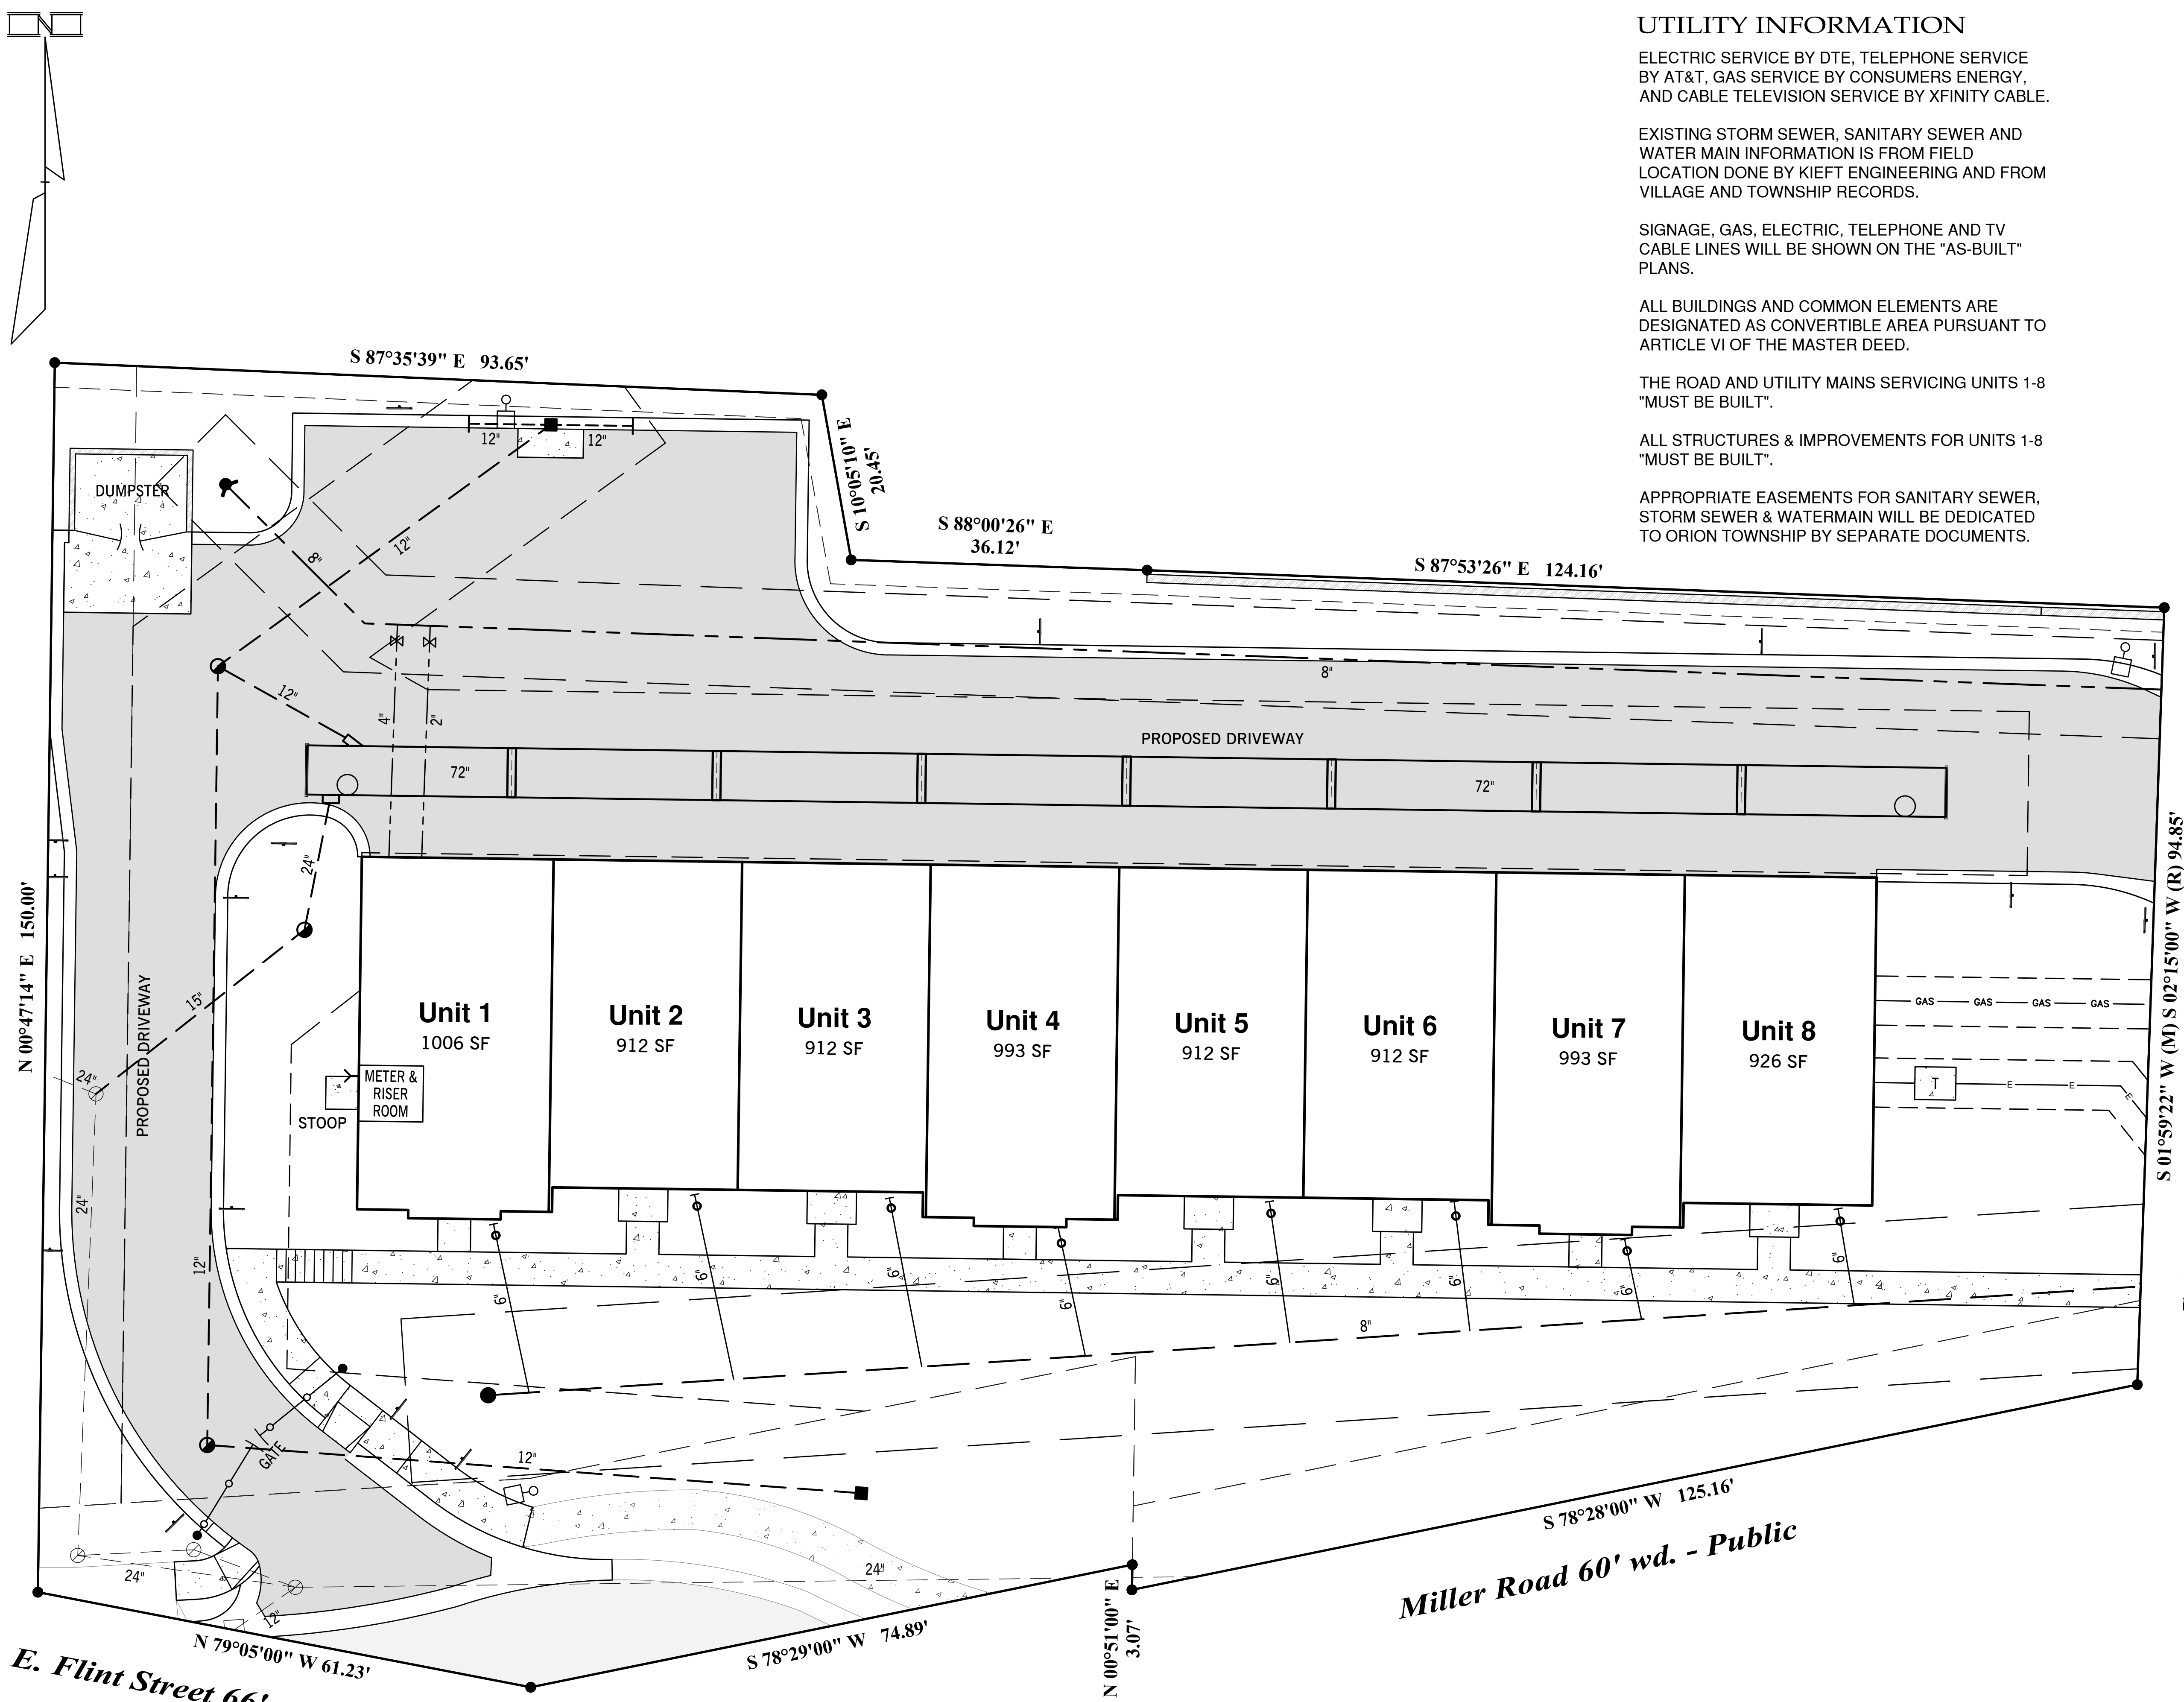 N
UTILITY INFORMATION
ELECTRIC SERVICE BY DTE, TELEPHONE SERVICE
BY AT&T, GAS SERVICE BY CONSUMERS ENERGY,
AND CABLE TELEVISION SERVICE BY XFINITY CABLE.
EXISTING STORM SEWER, SANITARY SEWER AND
WATER MAIN INFORMATION IS FROM FIELD
LOCATION DONE BY KIEFT ENGINEERING AND FROM
VILLAGE AND TOWNSHIP RECORDS.
SIGNAGE, GAS, ELECTRIC, TELEPHONE AND TV
CABLE LINES WILL BE SHOWN ON THE "AS-BUILT"
PLANS.
ALL BUILDINGS AND COMMON ELEMENTS ARE
DESIGNATED AS CONVERTIBLE AREA PURSUANT TO
ARTICLE VI OF THE MASTER DEED.
THE ROAD AND UTILITY MAINS SERVICING UNITS 1-8
"MUST BE BUILT".
ALL STRUCTURES & IMPROVEMENTS FOR UNITS 1-8
"MUST BE BUILT".
APPROPRIATE EASEMENTS FOR SANITARY SEWER,
STORM SEWER & WATERMAIN WILL BE DEDICATED
TO ORION TOWNSHIP BY SEPARATE DOCUMENTS.
S 87°35'39" E 93.65'
S 10°05'10" E
20.45'
S 88°00'26" E
36.12'
S 87°53'26" E 124.16'
12"
12"
DUMPSTER
8"
12"
8"
12"
4"
2"
PROPOSED DRIVEWAY
72"
72"
24"
N 00°47'14" E 150.00'
S 01°59'22" W (M) S 02°15'00" W (R) 94.85'
PROPOSED DRIVEWAY
15"
24"
24"
12"
Unit 1
1006 SF
Unit 2
912 SF
Unit 3
912 SF
Unit 4
993 SF
Unit 5
912 SF
Unit 6
912 SF
Unit 7
993 SF
Unit 8
926 SF
METER &
RISER
ROOM
STOOP
GAS GAS GAS GAS
T E E E
6"
6"
6"
6"
6"
6"
6"
6"
8"
GATE
12"
24"
24"
12"
N 79°05'00" W 61.23'
S 78°29'00" W 74.89'
N 00°51'00" E
3.07'
S 78°28'00" W 125.16'
Miller Road 60' wd. - Public
E. Flint Street 66'